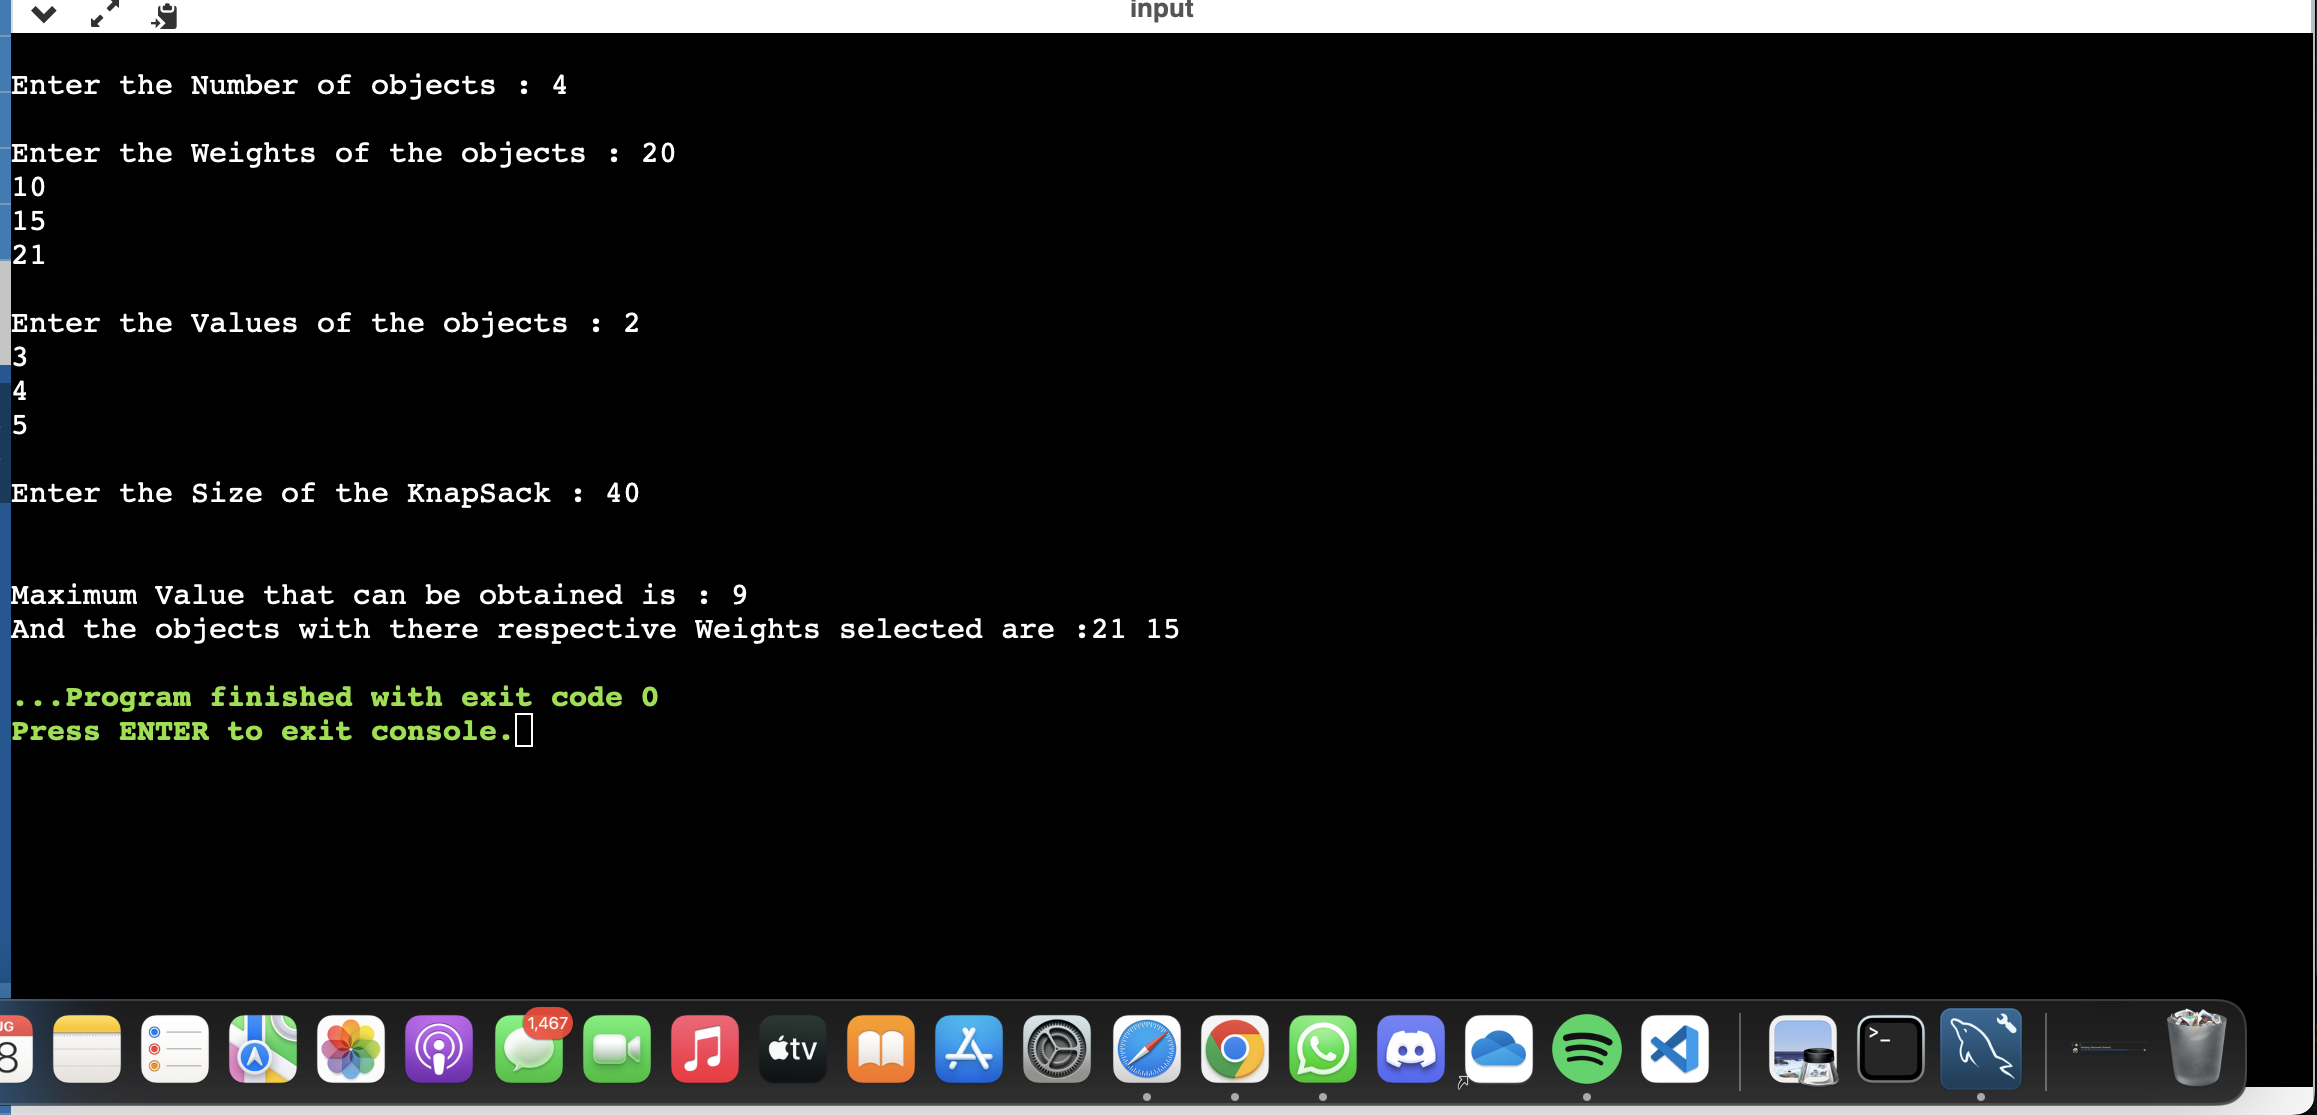 input
Enter the Number of objects : 4
Enter the Weights of the objects : 20
10
15
21
Enter the Values of the objects : 2
3
4
5
Enter the Size of the KnapSack : 40
Maximum Value that can be obtained is : 9
And the objects with there respective Weights selected are :21 15
...Program finished with exit code 0
Press ENTER to exit console.
1,467
tv
>_